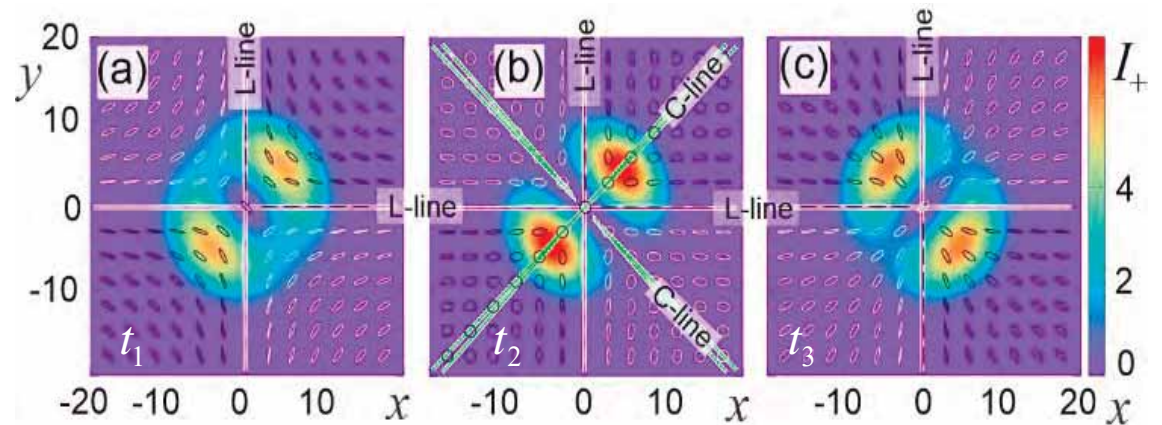 20
10
0
-10
y
(a)
L-line
L-line
t₁
-20 -10 0 10 x
(b)
L-line
C-line
C-line
L-line
t₂
-10 0 10 x
(c)
L-line
t₃
-10 0 10 20 x
I₊
4
2
0